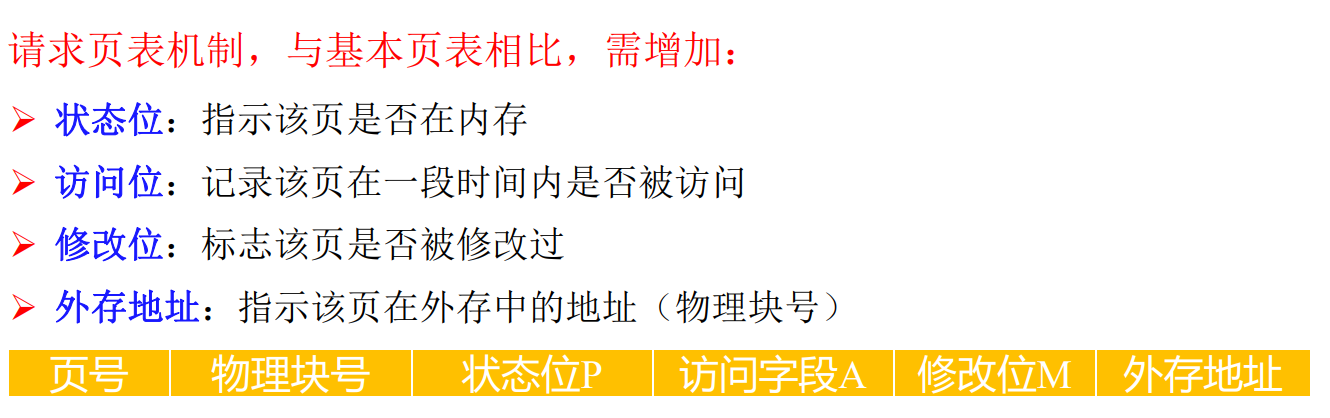 请求页表机制，与基本页表相比，需增加：
➢ 状态位：指示该页是否在内存
➢ 访问位：记录该页在一段时间内是否被访问
➢ 修改位：标志该页是否被修改过
➢ 外存地址：指示该页在外存中的地址（物理块号）
页号 物理块号 状态位P 访问字段A 修改位M 外存地址